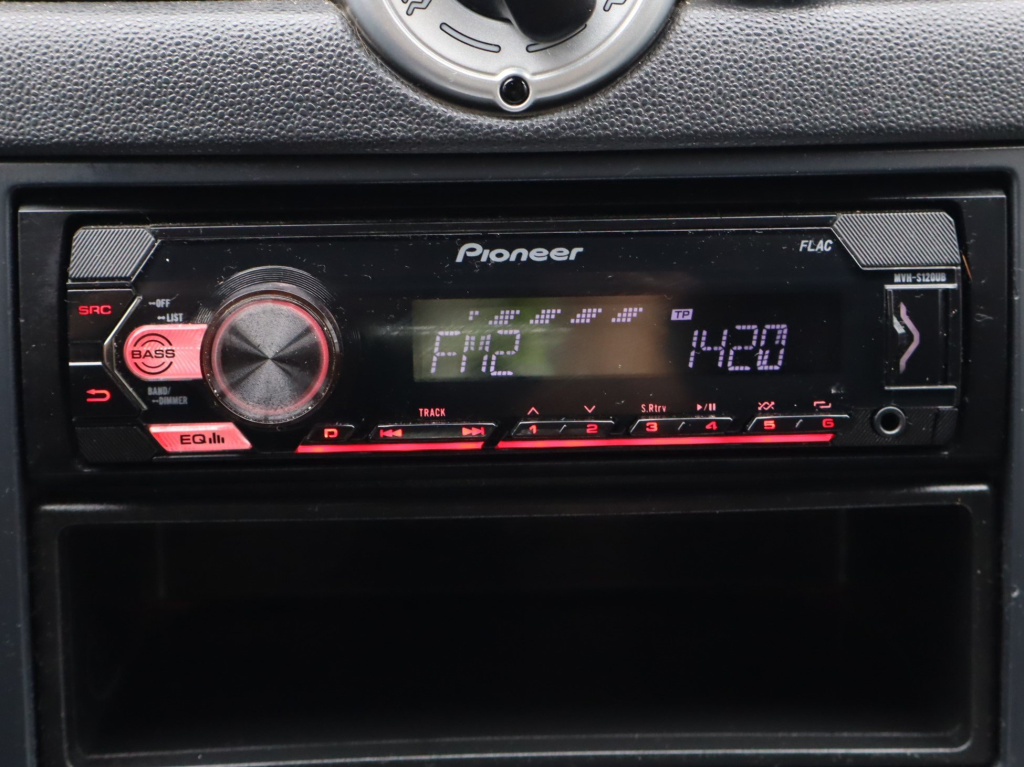 Pioneer
FLAC
MVH-S120UB
SRC
OFF
LIST
BASS
BAND/
DIMMER
EQ
FM2
TP
1420
TRACK
S.Rtrv
D
1 / 2
3 / 4
5 / 6